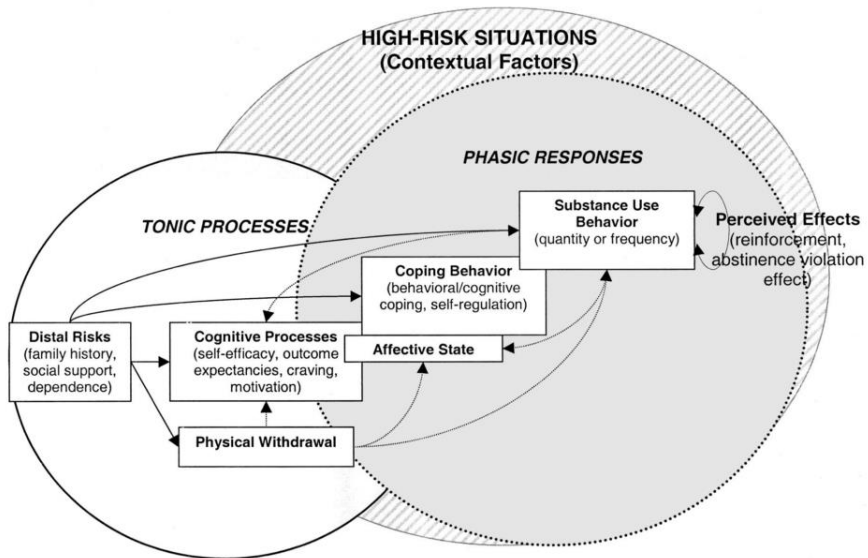 HIGH-RISK SITUATIONS
(Contextual Factors)
PHASIC RESPONSES
TONIC PROCESSES
Substance Use
Behavior
(quantity or frequency)
Perceived Effects
(reinforcement,
abstinence violation
effect)
Coping Behavior
(behavioral/cognitive
coping, self-regulation)
Distal Risks
(family history,
social support,
dependence)
Cognitive Processes
(self-efficacy, outcome
expectancies, craving,
motivation)
Affective State
Physical Withdrawal